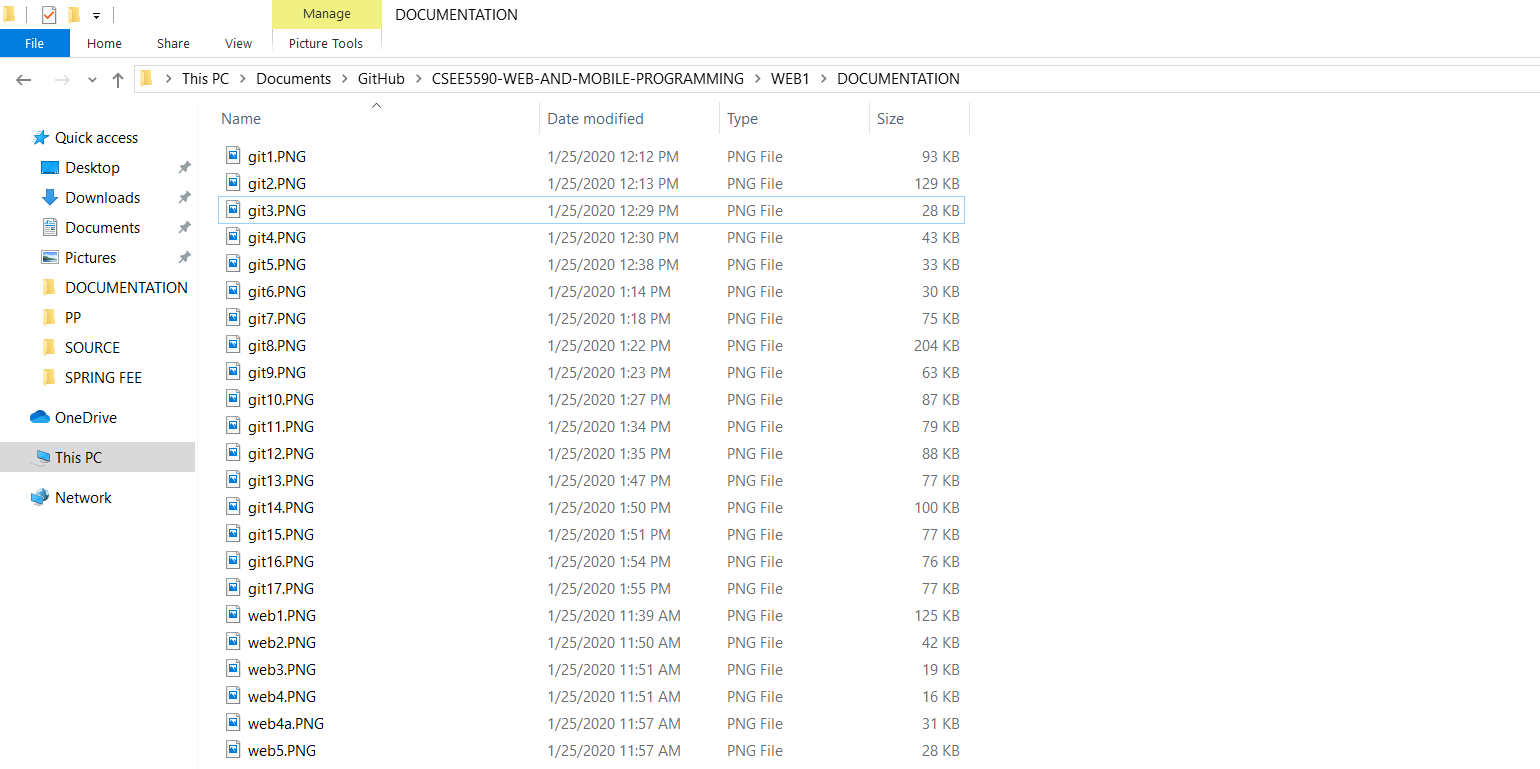 Manage DOCUMENTATION
File Home Share View Picture Tools
This PC Documents GitHub CSEE5590-WEB-AND-MOBILE-PROGRAMMING WEB1 DOCUMENTATION
Quick access
Desktop
Downloads
Documents
Pictures
DOCUMENTATION
PP
SOURCE
SPRING FEE
OneDrive
This PC
Network
Name Date modified Type Size
git1.PNG 1/25/2020 12:12 PM PNG File 93 KB
git2.PNG 1/25/2020 12:13 PM PNG File 129 KB
git3.PNG 1/25/2020 12:29 PM PNG File 28 KB
git4.PNG 1/25/2020 12:30 PM PNG File 43 KB
git5.PNG 1/25/2020 12:38 PM PNG File 33 KB
git6.PNG 1/25/2020 1:14 PM PNG File 30 KB
git7.PNG 1/25/2020 1:18 PM PNG File 75 KB
git8.PNG 1/25/2020 1:22 PM PNG File 204 KB
git9.PNG 1/25/2020 1:23 PM PNG File 63 KB
git10.PNG 1/25/2020 1:27 PM PNG File 87 KB
git11.PNG 1/25/2020 1:34 PM PNG File 79 KB
git12.PNG 1/25/2020 1:35 PM PNG File 88 KB
git13.PNG 1/25/2020 1:47 PM PNG File 77 KB
git14.PNG 1/25/2020 1:50 PM PNG File 100 KB
git15.PNG 1/25/2020 1:51 PM PNG File 77 KB
git16.PNG 1/25/2020 1:54 PM PNG File 76 KB
git17.PNG 1/25/2020 1:55 PM PNG File 77 KB
web1.PNG 1/25/2020 11:39 AM PNG File 125 KB
web2.PNG 1/25/2020 11:50 AM PNG File 42 KB
web3.PNG 1/25/2020 11:51 AM PNG File 19 KB
web4.PNG 1/25/2020 11:51 AM PNG File 16 KB
web4a.PNG 1/25/2020 11:57 AM PNG File 31 KB
web5.PNG 1/25/2020 11:57 AM PNG File 28 KB